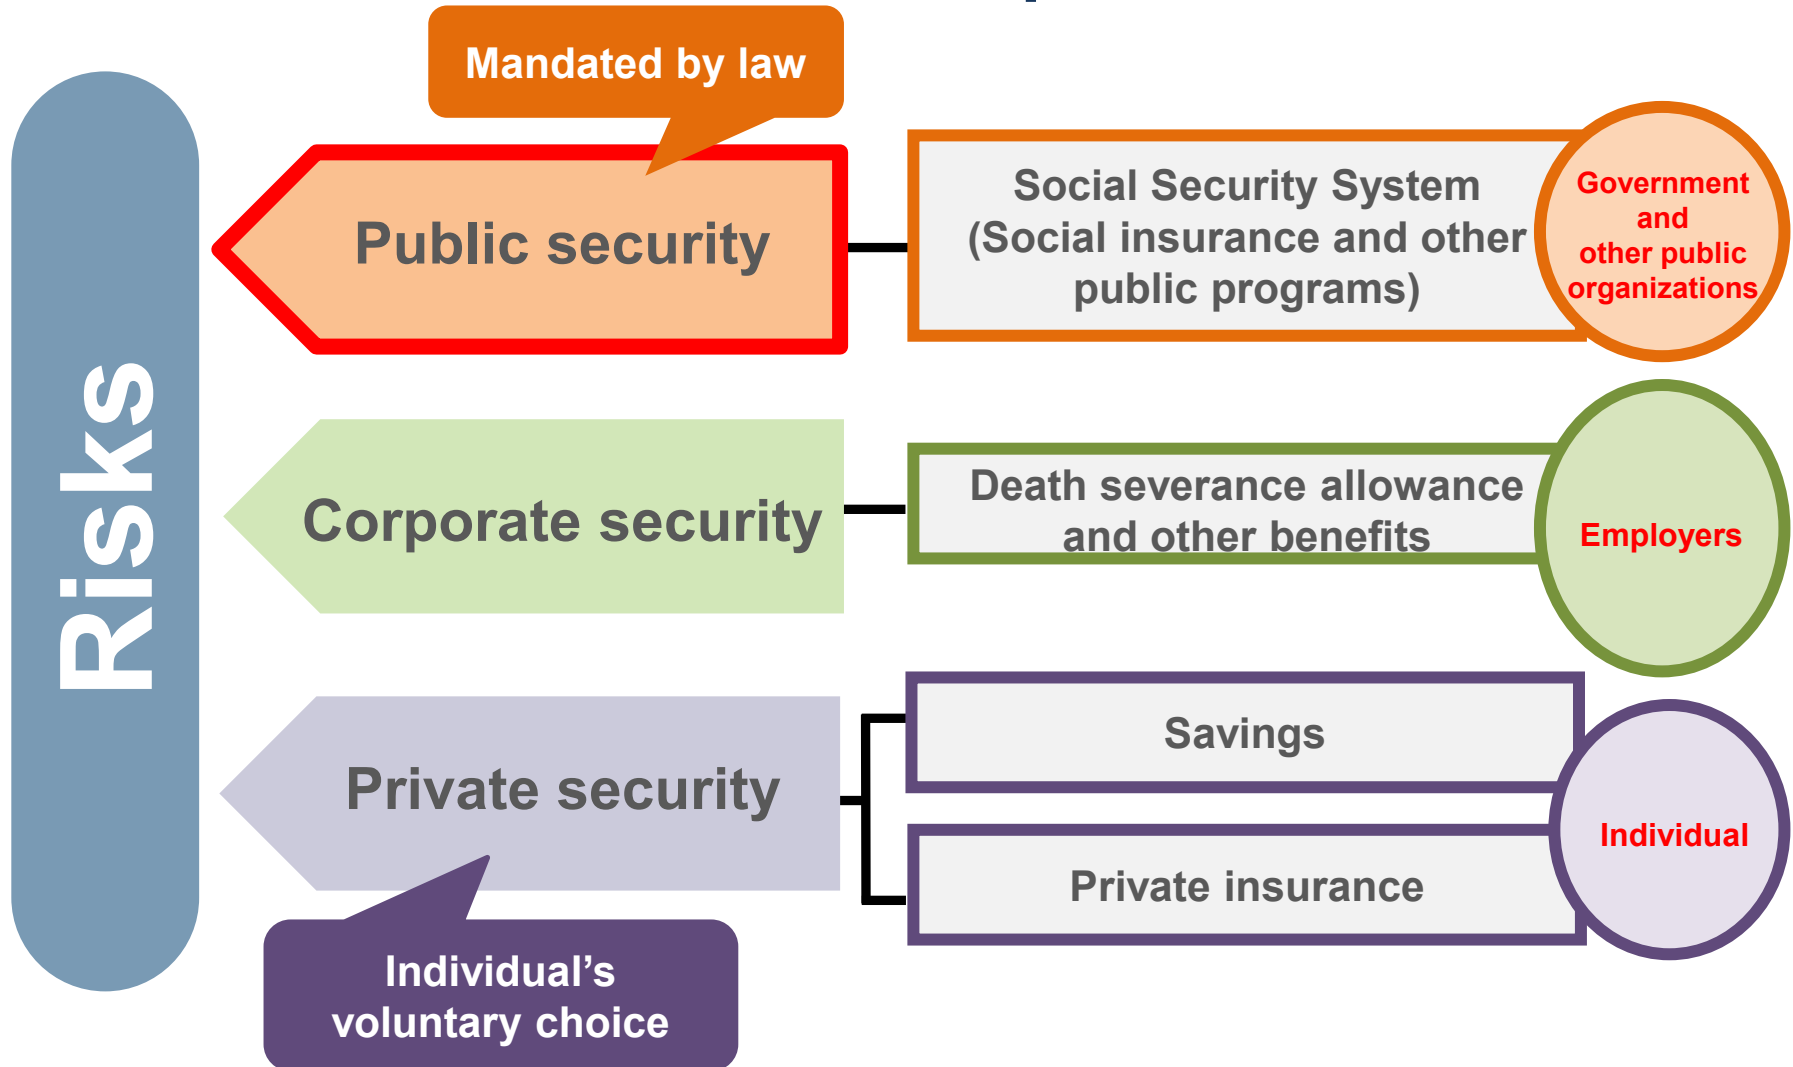 Mandated by law
Risks
Public security
Social Security System
(Social insurance and other
public programs)
Government
and
other public
organizations
Corporate security
Death severance allowance
and other benefits
Employers
Private security
Savings
Private insurance
Individual
Individual’s
voluntary choice